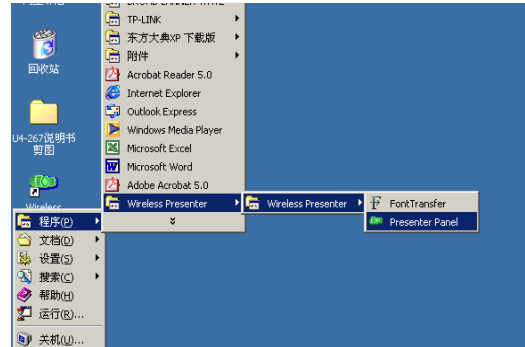 回收站
U4-267说明书
剪图
TP-LINK
东方大典XP 下载版
附件
Acrobat Reader 5.0
Internet Explorer
Outlook Express
Windows Media Player
Microsoft Excel
Microsoft Word
Adobe Acrobat 5.0
Wireless Presenter
Wireless Presenter
FontTransfer
Presenter Panel
Wireless
程序(P)
文档(D)
设置(S)
搜索(C)
帮助(H)
运行(R)...
关机(U)...